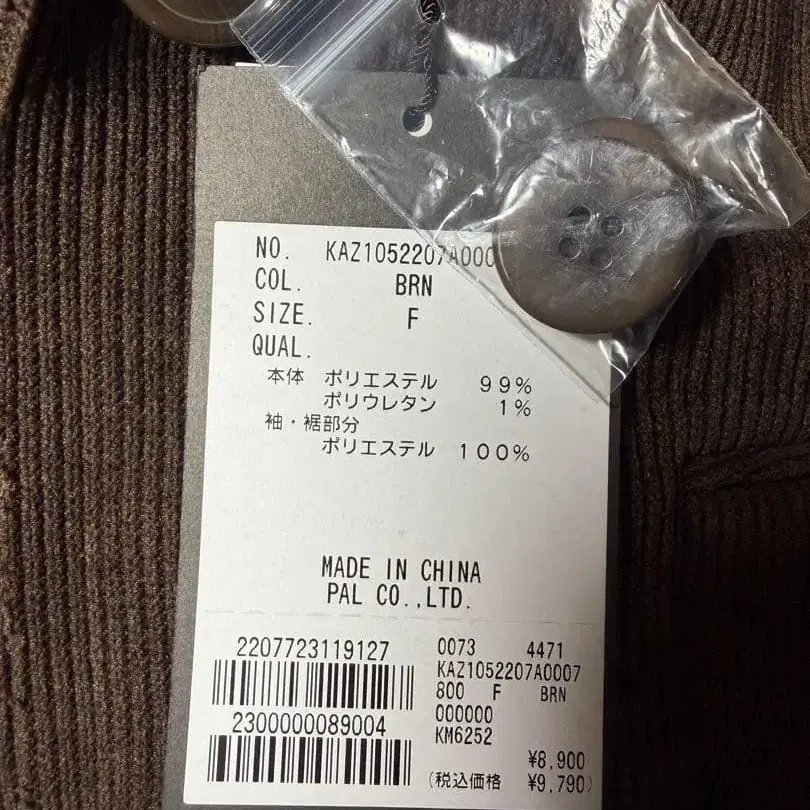 NO. KAZ1052207A000
COL. BRN
SIZE. F
QUAL.
本体 ポリエステル 99%
ポリウレタン 1%
袖・裾部分
ポリエステル 100%
MADE IN CHINA
PAL CO.,LTD.
2207723119127
2300000089004
0073 4471
KAZ1052207A0007
800 F BRN
000000
KM6252
¥8,900
(税込価格 ¥9,790)